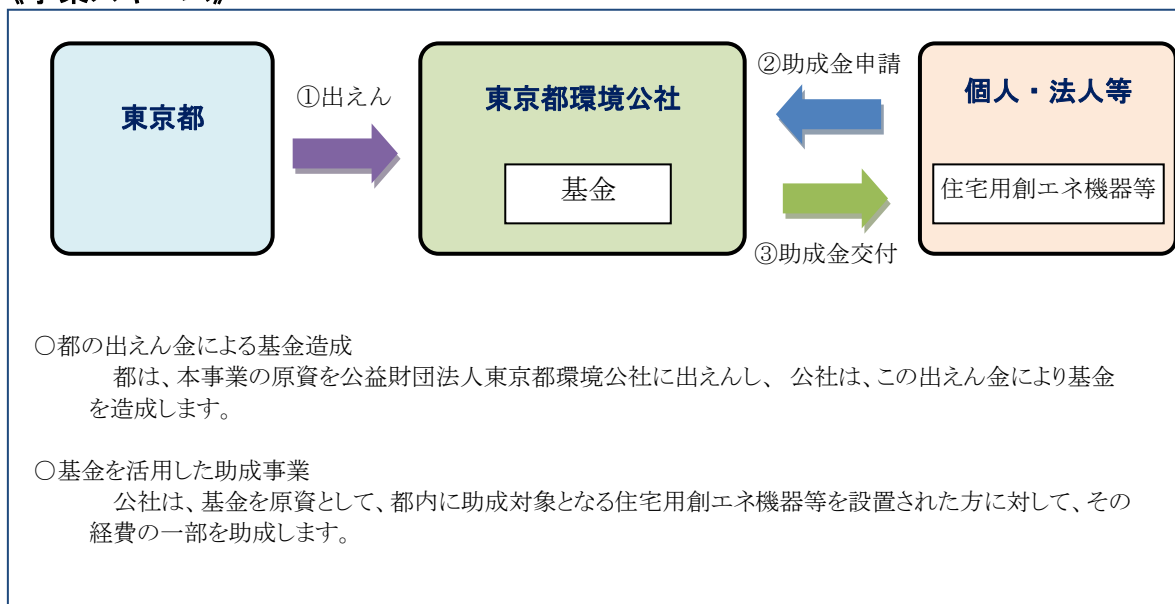 東京都
①出えん
東京都環境公社
基金
②助成金申請
③助成金交付
個人・法人等
住宅用創エネ機器等
○都の出えん金による基金造成
都は、本事業の原資を公益財団法人東京都環境公社に出えんし、 公社は、この出えん金により基金
を造成します。
○基金を活用した助成事業
公社は、基金を原資として、都内に助成対象となる住宅用創エネ機器等を設置された方に対して、その
経費の一部を助成します。